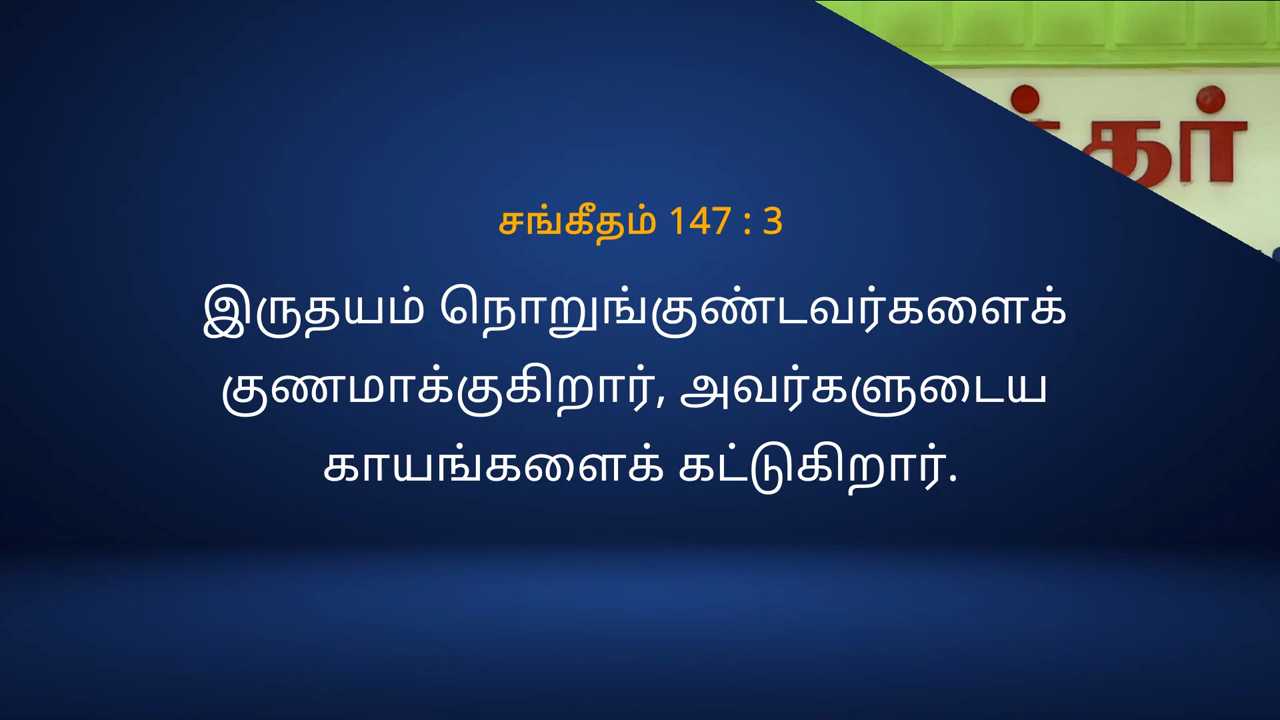 சங்கீதம் 147 : 3
இருதயம் நொறுங்குண்டவர்களைக்
குணமாக்குகிறார், அவர்களுடைய
காயங்களைக் கட்டுகிறார்.